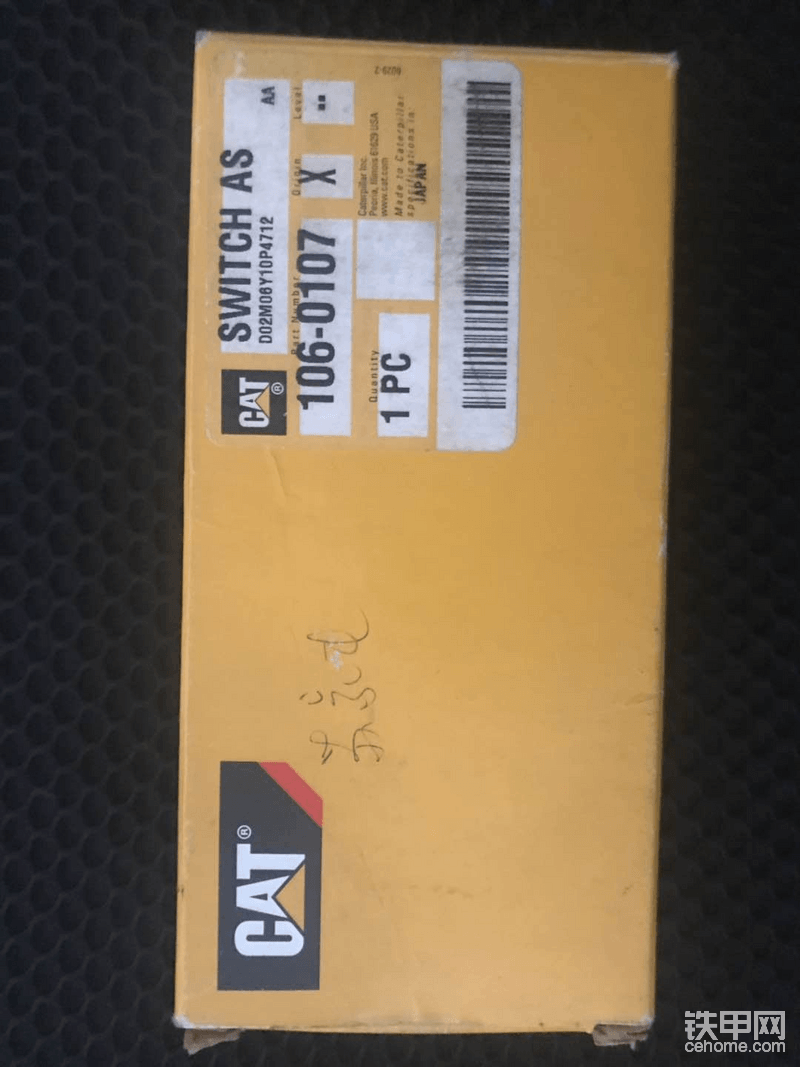 CAT®
SWITCH AS
AA
D02M06Y10P4712
Part Number
Origin
Level
106-0107
X
Quantity
1 PC
Caterpillar Inc.
Peoria, Illinois 61629 USA
www.cat.com
Made to Caterpillar
specifications in:
JAPAN
CAT®
铁甲网
cehome.com